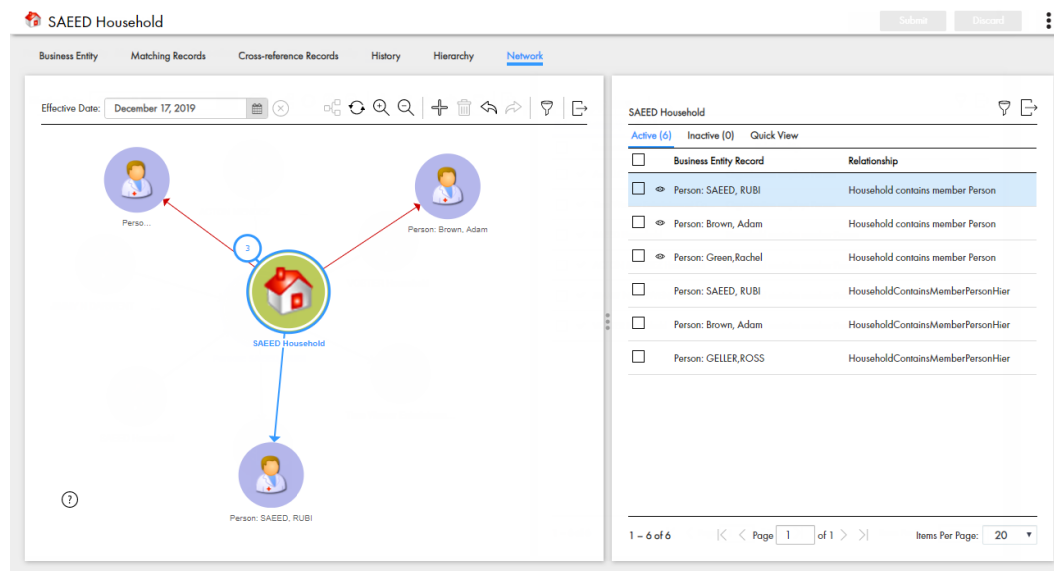 SAEED Household
Submit Discard
Business Entity Matching Records Cross-reference Records History Hierarchy Network
Effective Date: December 17, 2019
Perso...
Person: Brown, Adam
3
SAEED Household
Person: SAEED, RUBI
?
SAEED Household
Active (6) Inactive (0) Quick View
Business Entity Record Relationship
Person: SAEED, RUBI Household contains member Person
Person: Brown, Adam Household contains member Person
Person: Green,Rachel Household contains member Person
Person: SAEED, RUBI HouseholdContainsMemberPersonHier
Person: Brown, Adam HouseholdContainsMemberPersonHier
Person: GELLER,ROSS HouseholdContainsMemberPersonHier
1 – 6 of 6 Page 1 of 1 Items Per Page: 20